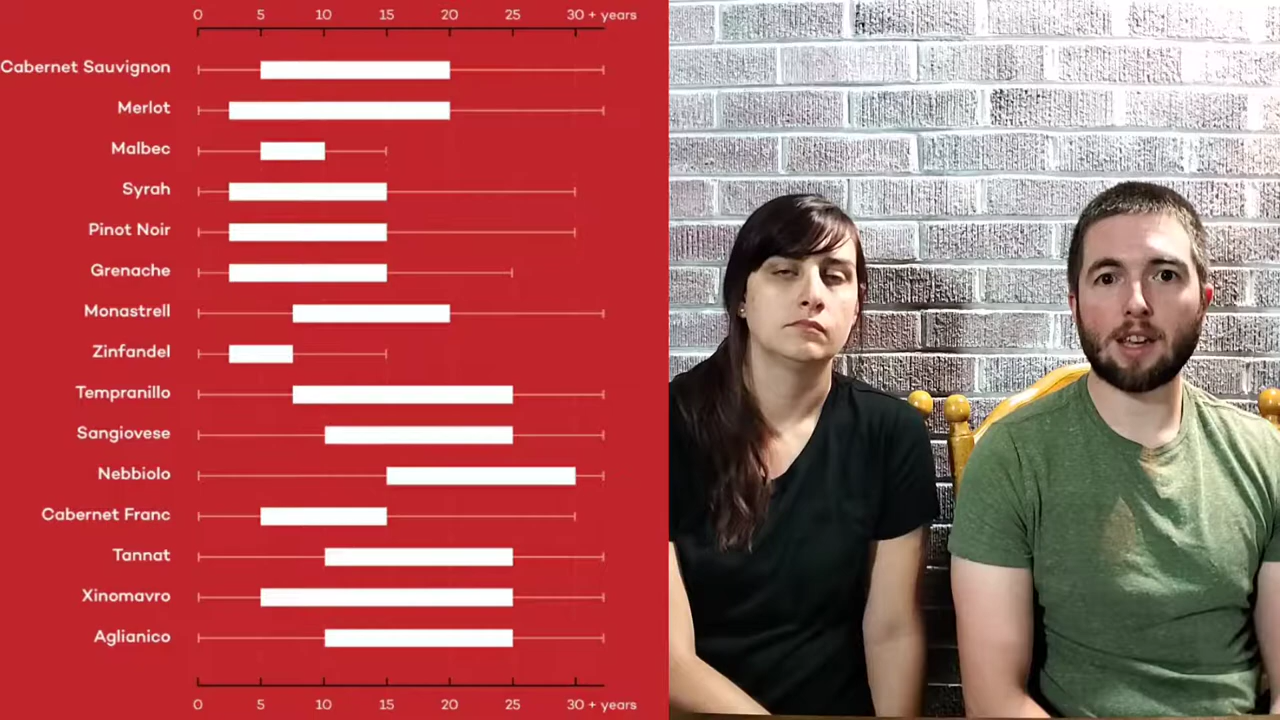 0 5 10 15 20 25 30 + years
Cabernet Sauvignon
Merlot
Malbec
Syrah
Pinot Noir
Grenache
Monastrell
Zinfandel
Tempranillo
Sangiovese
Nebbiolo
Cabernet Franc
Tannat
Xinomavro
Aglianico
0 5 10 15 20 25 30 + years